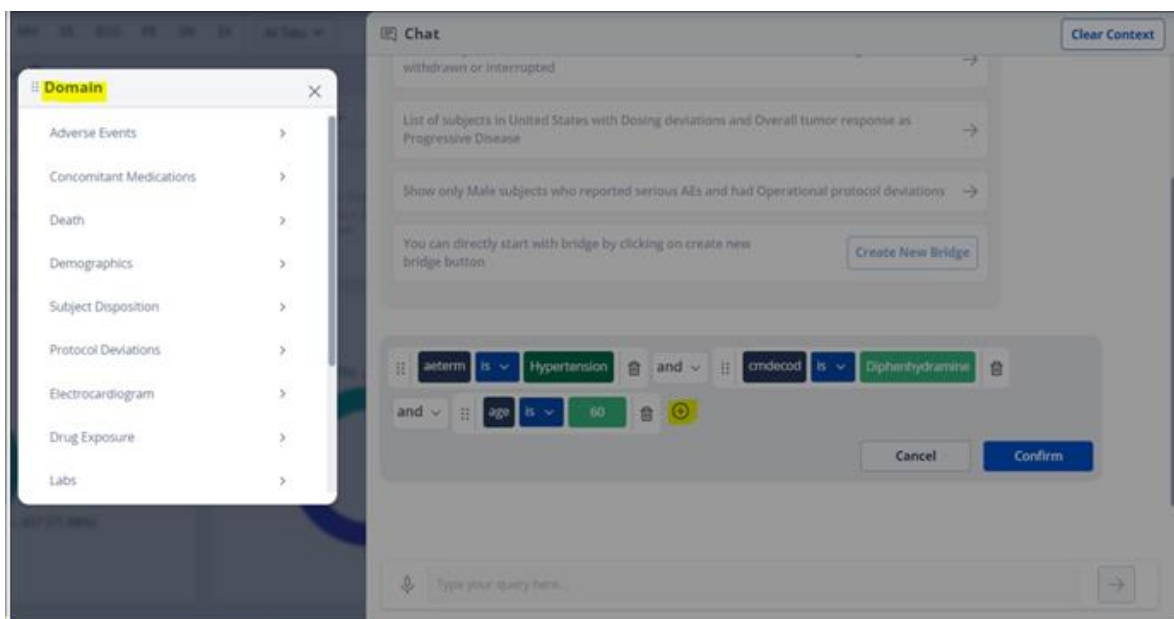 All Tabs
Chat
Clear Context
withdrawn or interrupted
Domain
Adverse Events
Concomitant Medications
Death
Demographics
Subject Disposition
Protocol Deviations
Electrocardiogram
Drug Exposure
Labs
List of subjects in United States with Dosing deviations and Overall tumor response as
Progressive Disease
Show only Male subjects who reported serious AEs and had Operational protocol deviations
You can directly start with bridge by clicking on create new
bridge button
Create New Bridge
aeterm is Hypertension and cmdecod is Diphenhydramine
and age is 60
Cancel
Confirm
Type your query here...